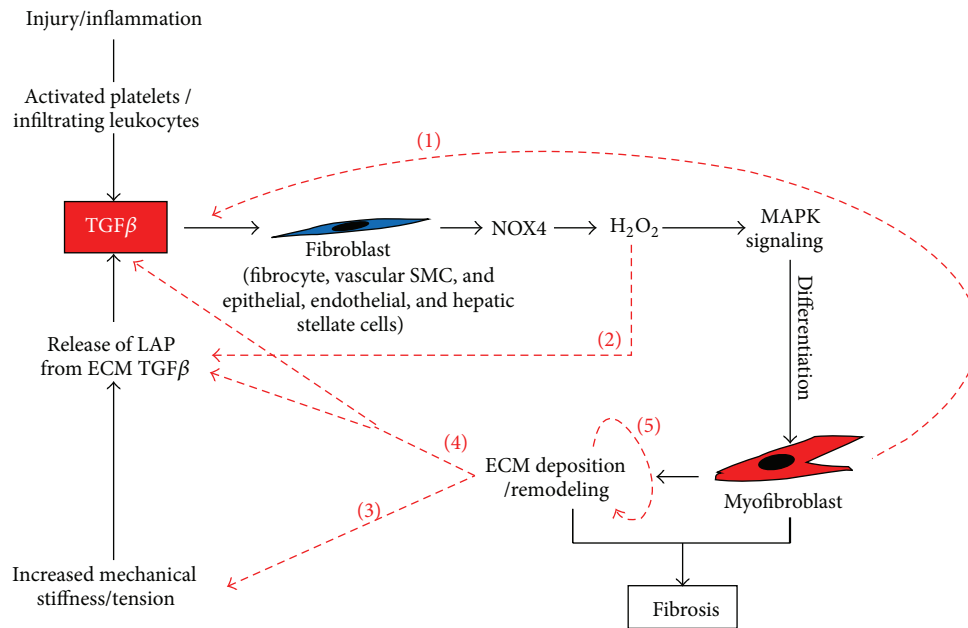 Injury/inflammation
Activated platelets /
infiltrating leukocytes
(1)
TGFβ
Fibroblast
(fibrocyte, vascular SMC, and
epithelial, endothelial, and hepatic
stellate cells)
NOX4
H₂O₂
MAPK
signaling
Differentiation
(2)
Release of LAP
from ECM TGFβ
(4)
(5)
ECM deposition
/remodeling
Myofibroblast
(3)
Increased mechanical
stiffness/tension
Fibrosis